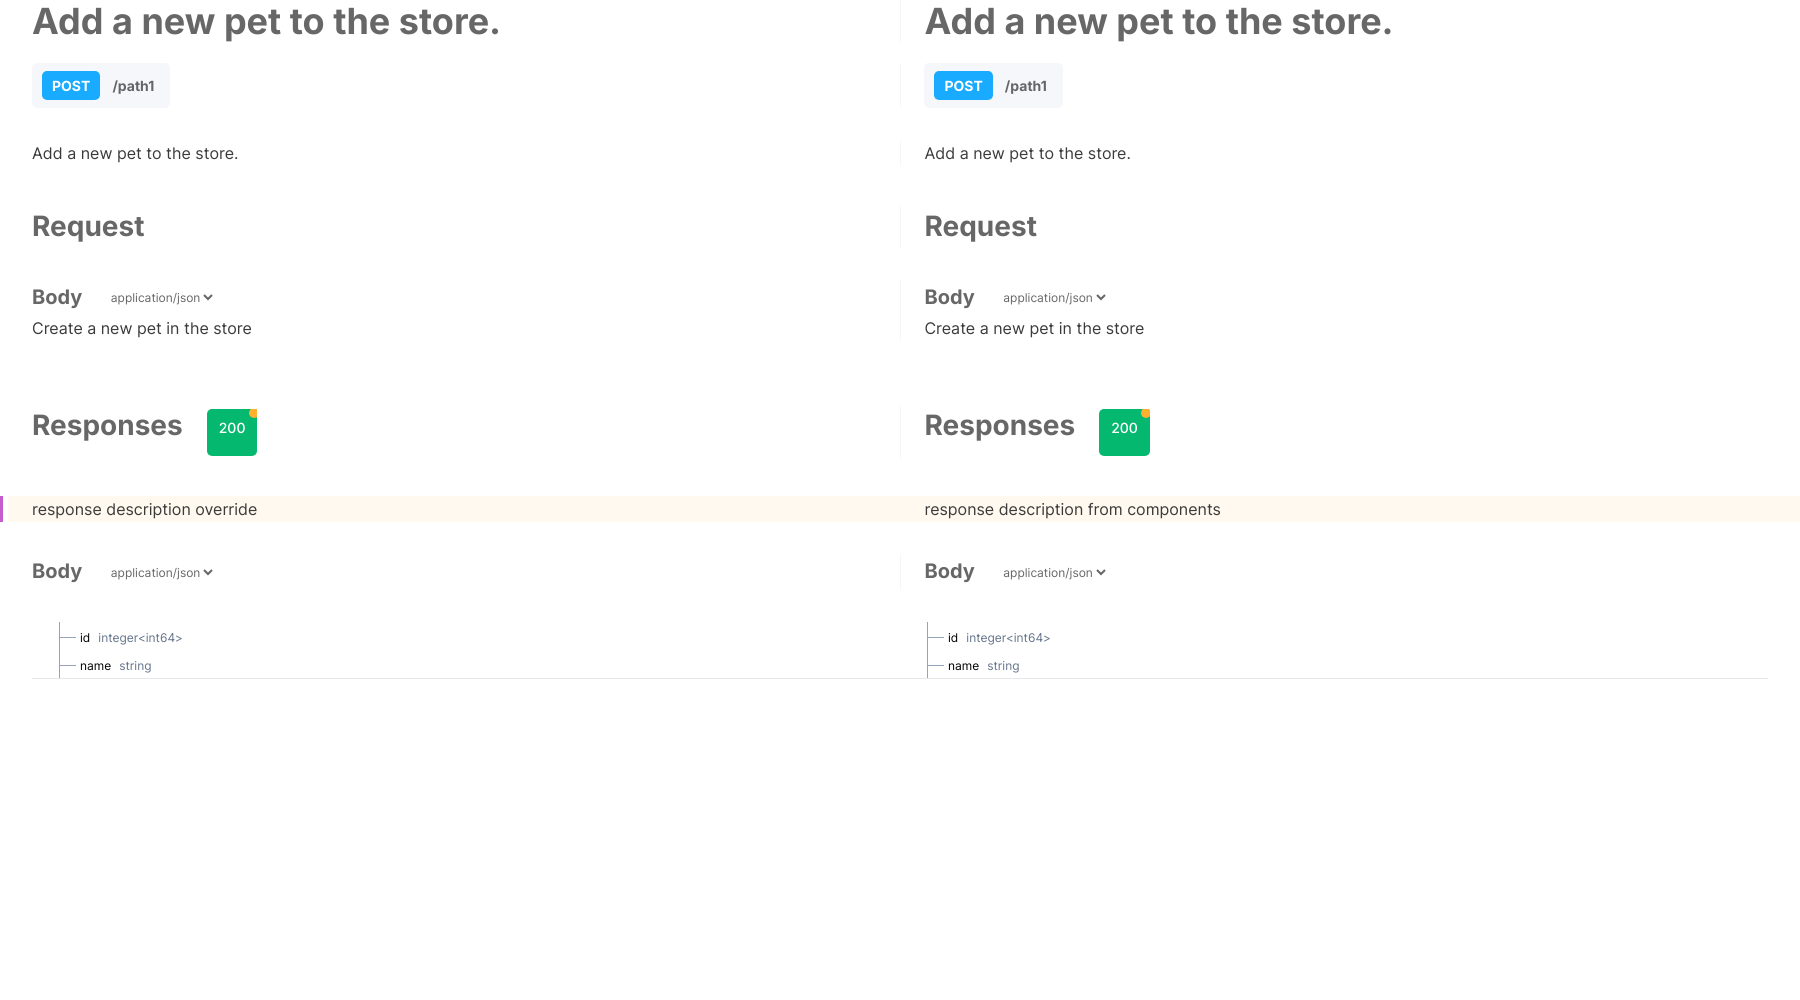 Add a new pet to the store. Add a new pet to the store.
POST /path1 POST /path1
Add a new pet to the store. Add a new pet to the store.
Request Request
Body application/json Body application/json
Create a new pet in the store Create a new pet in the store
Responses 200 Responses 200
response description override response description from components
Body application/json Body application/json
id integer<int64> id integer<int64>
name string name string